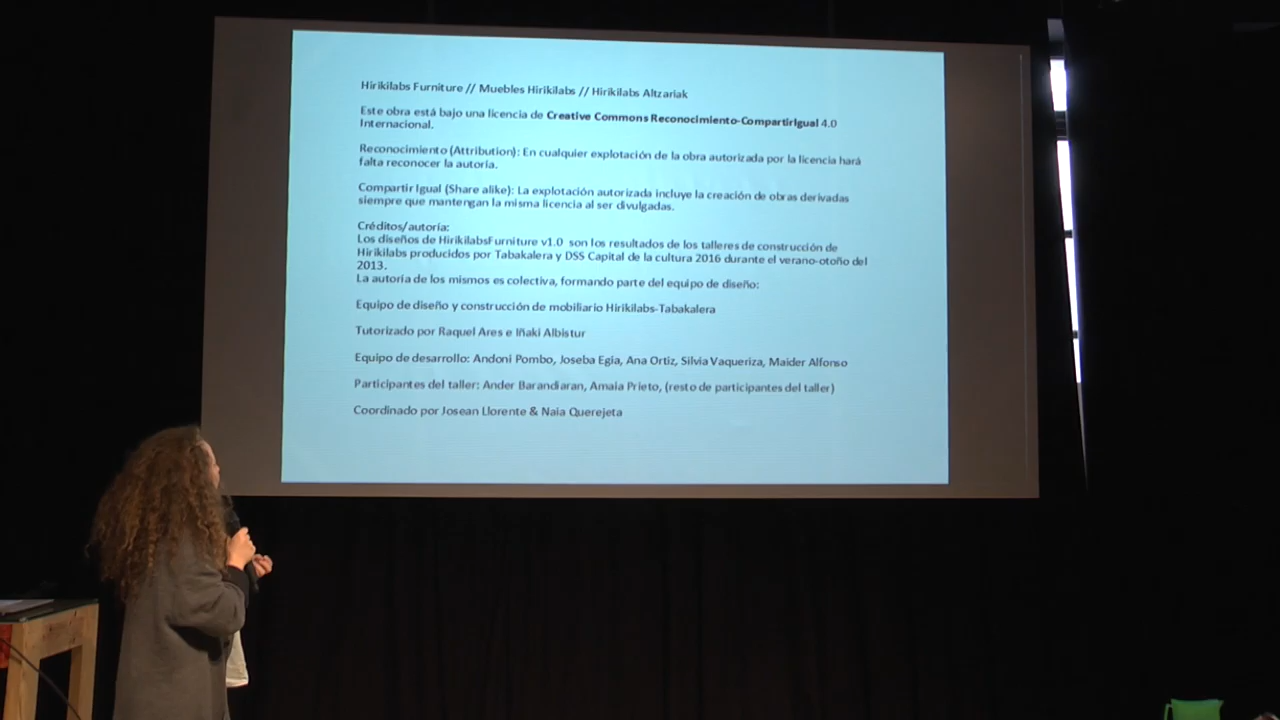 Hirikilabs Furniture // Muebles Hirikilabs // Hirikilabs Altzariak
Este obra está bajo una licencia de Creative Commons Reconocimiento-CompartirIgual 4.0
Internacional.
Reconocimiento (Attribution): En cualquier explotación de la obra autorizada por la licencia hará
falta reconocer la autoría.
Compartir Igual (Share alike): La explotación autorizada incluye la creación de obras derivadas
siempre que mantengan la misma licencia al ser divulgadas.
Créditos/autoría:
Los diseños de HirikilabsFurniture v1.0 son los resultados de los talleres de construcción de
Hirikilabs producidos por Tabakalera y DSS Capital de la cultura 2016 durante el verano-otoño del
2013.
La autoría de los mismos es colectiva, formando parte del equipo de diseño:
Equipo de diseño y construcción de mobiliario Hirikilabs-Tabakalera
Tutorizado por Raquel Ares e Iñaki Albistur
Equipo de desarrollo: Andoni Pombo, Joseba Egia, Ana Ortiz, Silvia Vaqueriza, Maider Alfonso
Participantes del taller: Ander Barandiaran, Amaia Prieto, (resto de participantes del taller)
Coordinado por Josean Llorente & Naia Querejeta